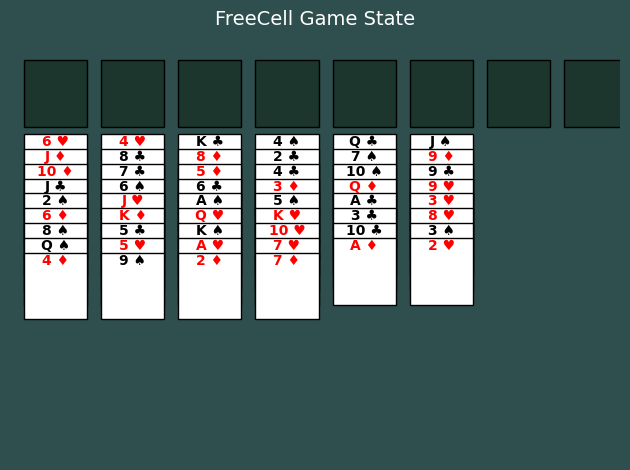 FreeCell Game State
6 ♥ 4 ♥ K ♣ 4 ♠ Q ♣ J ♠
J ♦ 8 ♣ 8 ♦ 2 ♣ 7 ♠ 9 ♦
10 ♦ 7 ♣ 5 ♦ 4 ♣ 10 ♠ 9 ♣
J ♣ 6 ♠ 6 ♣ 3 ♦ Q ♦ 9 ♥
2 ♠ J ♥ A ♠ 5 ♠ A ♣ 3 ♥
6 ♦ K ♦ Q ♥ K ♥ 3 ♣ 8 ♥
8 ♠ 5 ♣ K ♠ 10 ♥ 10 ♣ 3 ♠
Q ♠ 5 ♥ A ♥ 7 ♥ A ♦ 2 ♥
4 ♦ 9 ♠ 2 ♦ 7 ♦